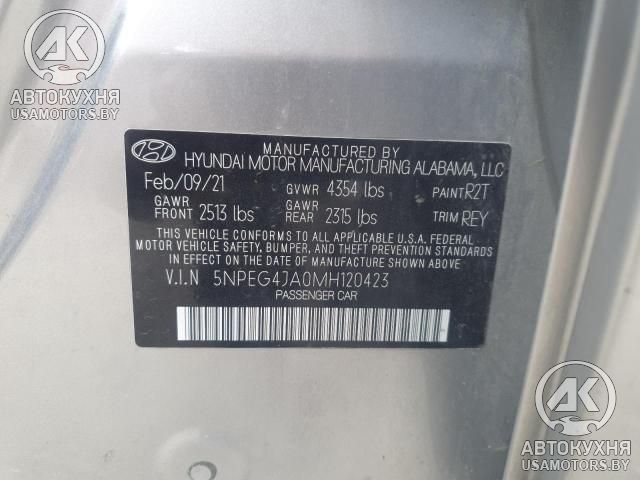 AK
АВТОКУХНЯ
USAMOTORS.BY
MANUFACTURED BY
HYUNDAI MOTOR MANUFACTURING ALABAMA, LLC
Feb/09/21 GVWR 4354 lbs PAINT R2T
GAWR FRONT 2513 lbs GAWR REAR 2315 lbs TRIM REY
THIS VEHICLE CONFORMS TO ALL APPLICABLE U.S.A. FEDERAL
MOTOR VEHICLE SAFETY, BUMPER, AND THEFT PREVENTION STANDARDS
IN EFFECT ON THE DATE OF MANUFACTURE SHOWN ABOVE.
V.I.N 5NPEG4JA0MH120423
PASSENGER CAR
AK
АВТОКУХНЯ
USAMOTORS.BY